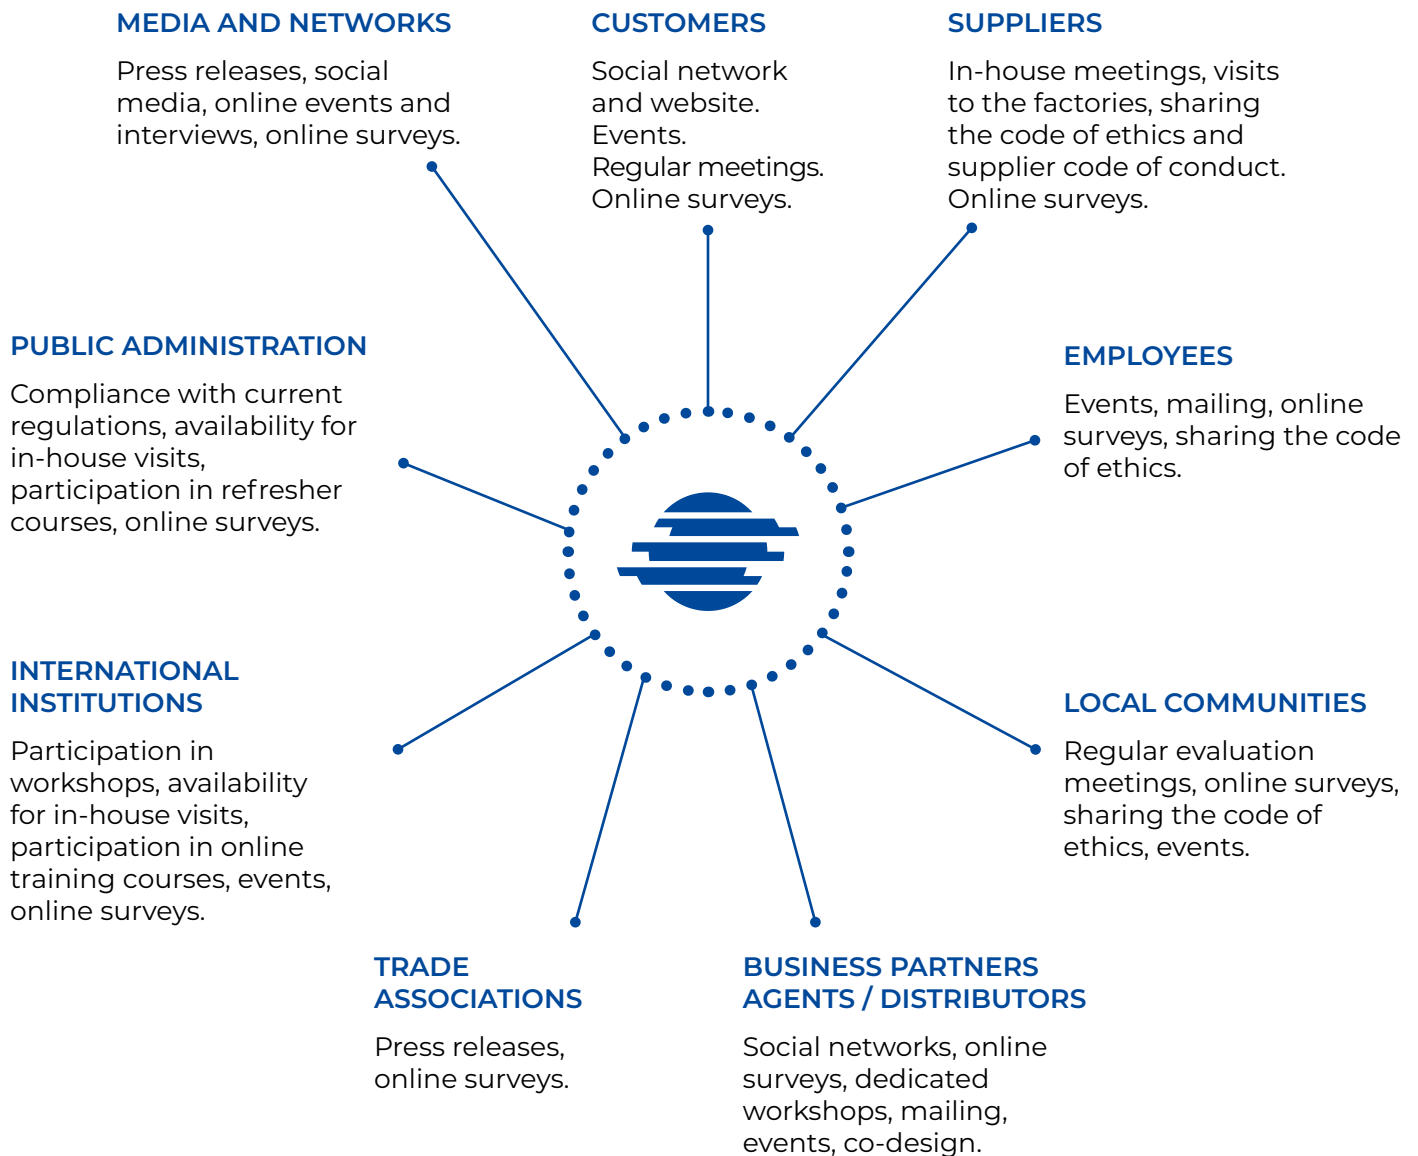 MEDIA AND NETWORKS
Press releases, social
media, online events and
interviews, online surveys.
CUSTOMERS
Social network
and website.
Events.
Regular meetings.
Online surveys.
SUPPLIERS
In-house meetings, visits
to the factories, sharing
the code of ethics and
supplier code of conduct.
Online surveys.
PUBLIC ADMINISTRATION
Compliance with current
regulations, availability for
in-house visits,
participation in refresher
courses, online surveys.
EMPLOYEES
Events, mailing, online
surveys, sharing the code
of ethics.
INTERNATIONAL
INSTITUTIONS
Participation in
workshops, availability
for in-house visits,
participation in online
training courses, events,
online surveys.
LOCAL COMMUNITIES
Regular evaluation
meetings, online surveys,
sharing the code of
ethics, events.
TRADE
ASSOCIATIONS
Press releases,
online surveys.
BUSINESS PARTNERS
AGENTS / DISTRIBUTORS
Social networks, online
surveys, dedicated
workshops, mailing,
events, co-design.